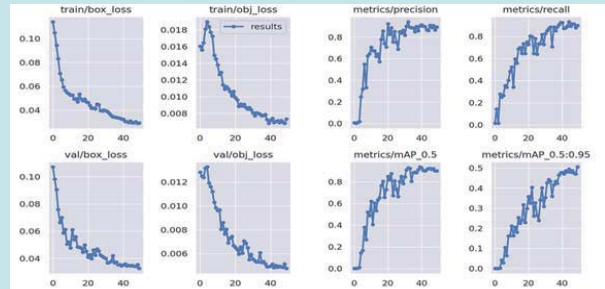 train/box_loss
train/obj_loss
metrics/precision
metrics/recall
0.10
0.08
0.06
0.04
0 20 40
0.018
0.016
0.014
0.012
0.010
0.008
results
0 20 40
0.8
0.6
0.4
0.2
0.0
0 20 40
0.8
0.6
0.4
0.2
0.0
0 20 40
val/box_loss
val/obj_loss
metrics/mAP_0.5
metrics/mAP_0.5:0.95
0.10
0.08
0.06
0.04
0 20 40
0.012
0.010
0.008
0.006
0 20 40
0.8
0.6
0.4
0.2
0.0
0 20 40
0.5
0.4
0.3
0.2
0.1
0.0
0 20 40